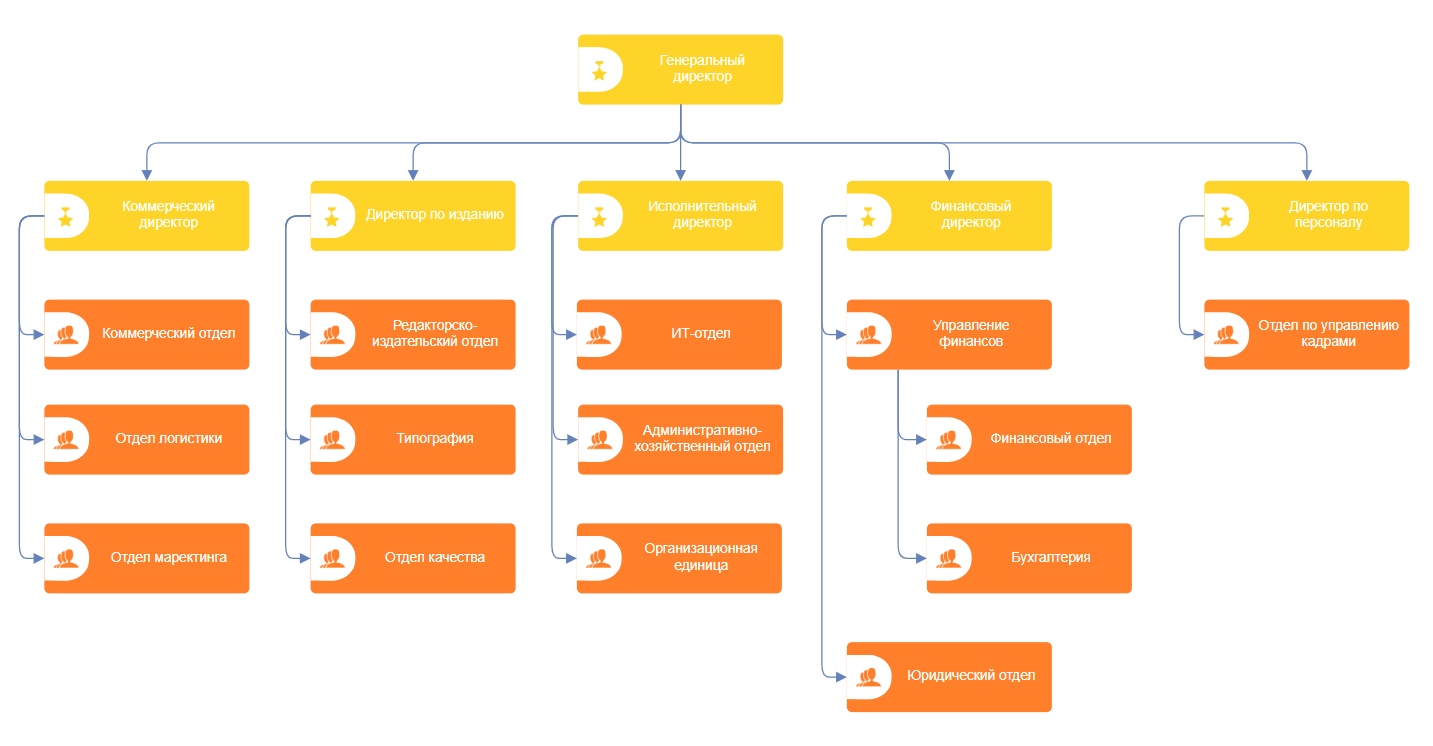 Генеральный
директор
Коммерческий
директор
Директор по изданию
Исполнительный
директор
Финансовый
директор
Директор по
персоналу
Коммерческий отдел
Редакторско-
издательский отдел
ИТ-отдел
Управление
финансов
Отдел по управлению
кадрами
Отдел логистики
Типография
Административно-
хозяйственный отдел
Финансовый отдел
Отдел маректинга
Отдел качества
Организационная
единица
Бухгалтерия
Юридический отдел